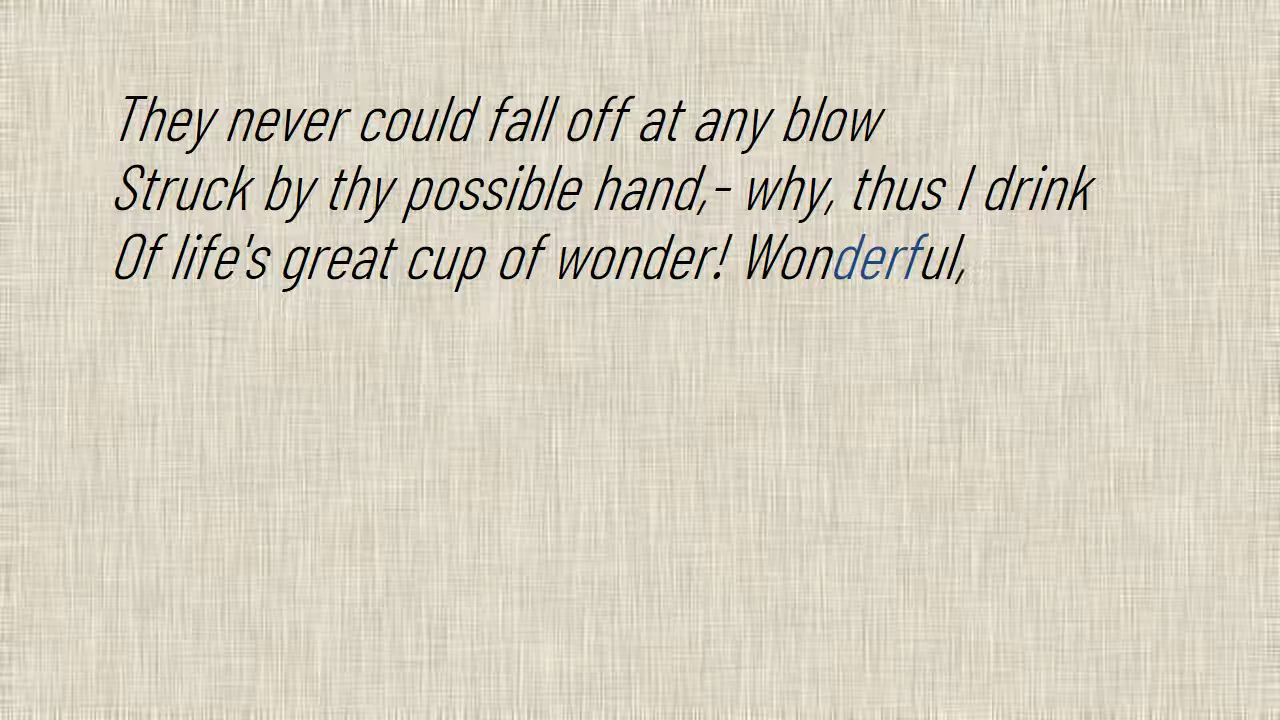 They never could fall off at any blow
Struck by thy possible hand,- why, thus I drink
Of life's great cup of wonder! Wonderful,